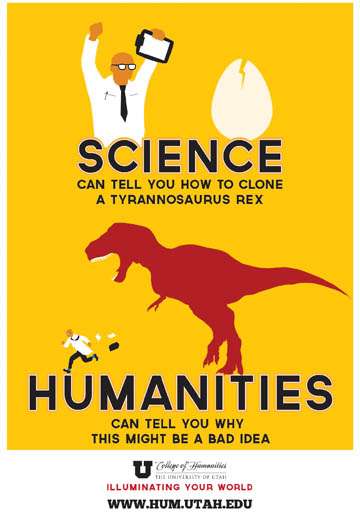 SCIENCE
CAN TELL YOU HOW TO CLONE
A TYRANNOSAURUS REX
HUMANITIES
CAN TELL YOU WHY
THIS MIGHT BE A BAD IDEA
U College of Humanities
THE UNIVERSITY OF UTAH
ILLUMINATING YOUR WORLD
WWW.HUM.UTAH.EDU